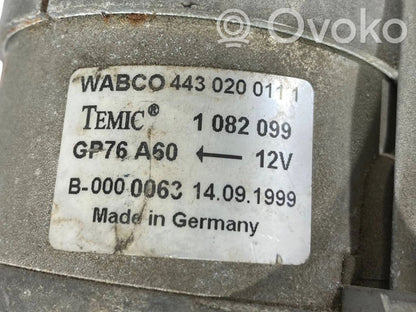 Ovoko
WABCO 443 020 011 1
TEMIC® 1 082 099
GP76 A60 ← 12V
B-000 0063 14.09.1999
Made in Germany